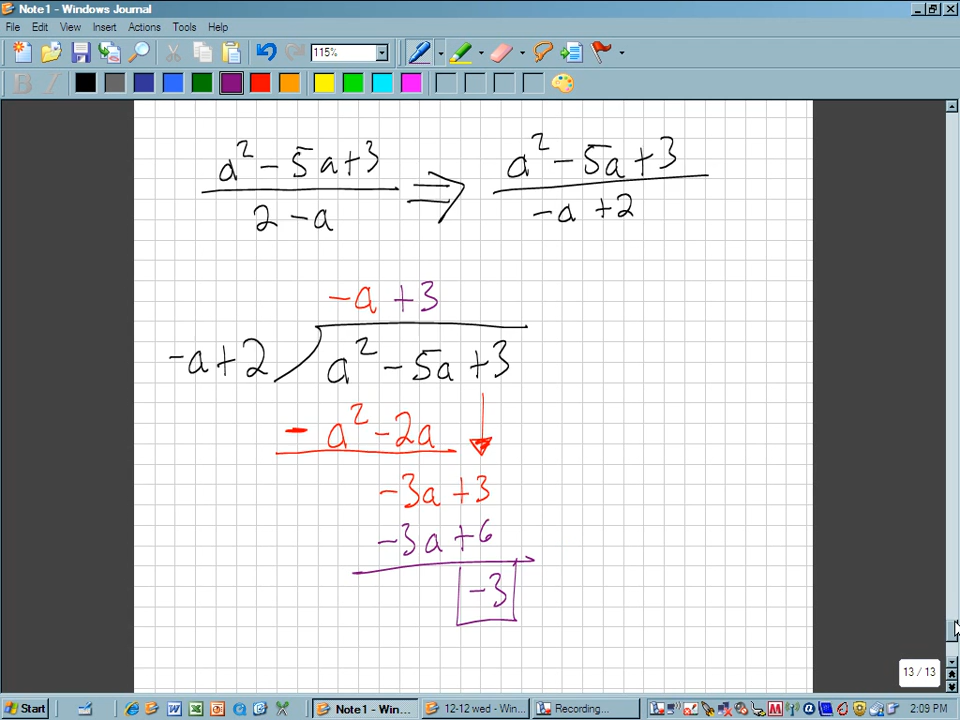 Note1 - Windows Journal
File Edit View Insert Actions Tools Help
115%
B I
a² - 5a + 3 ⇒ a² - 5a + 3
2 - a -a + 2
-a + 3
-a + 2 a² - 5a + 3
- a² - 2a
-3a + 3
-3a + 6
-3
13 / 13
Start Note1 - Win... 12-12 wed - Win... Recording... 2:09 PM